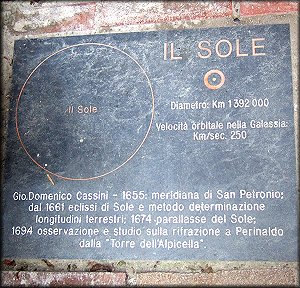 IL SOLE
Il Sole
Diametro: Km 1 392 000
Velocità orbitale nella Galassia:
Km/sec. 250
Gio.Domenico Cassini - 1655: meridiana di San Petronio;
dal 1661 eclissi di Sole e metodo determinazione
longitudini terrestri; 1674 parallasse del Sole;
1694 osservazione e studio sulla rifrazione a Perinaldo
dalla "Torre dell'Alpicella".